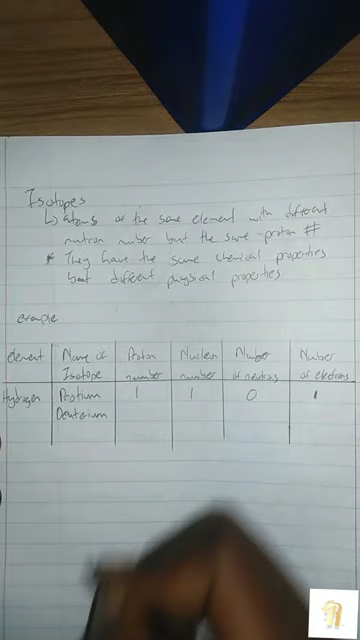 Isotopes
↳ atoms of the same element with different
nutron number but the same proton #
* They have the same chemical properties
but different physical properties
example
element | Name of Isotope | Proton number | Nucleon number | Number of neutrons | Number of electrons
Hydrogen | Protium | 1 | 1 | 0 | 1
Deuterium